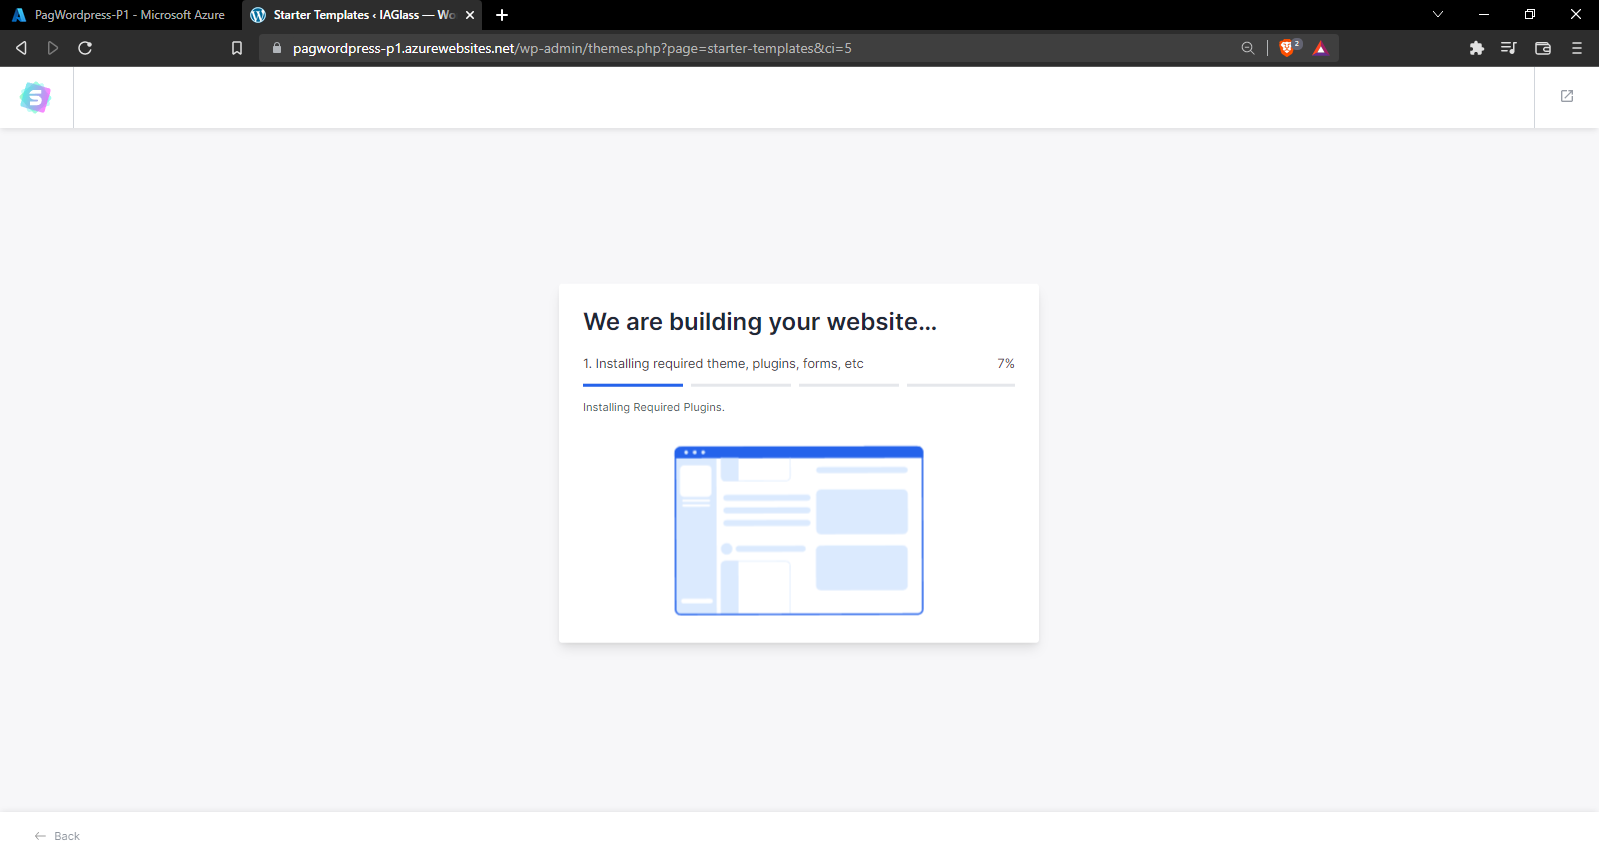 PagWordpress-P1 - Microsoft Azure
Starter Templates ‹ IAGlass — Wo
pagwordpress-p1.azurewebsites.net/wp-admin/themes.php?page=starter-templates&ci=5
2
S
We are building your website...
1. Installing required theme, plugins, forms, etc 7%
Installing Required Plugins.
Back